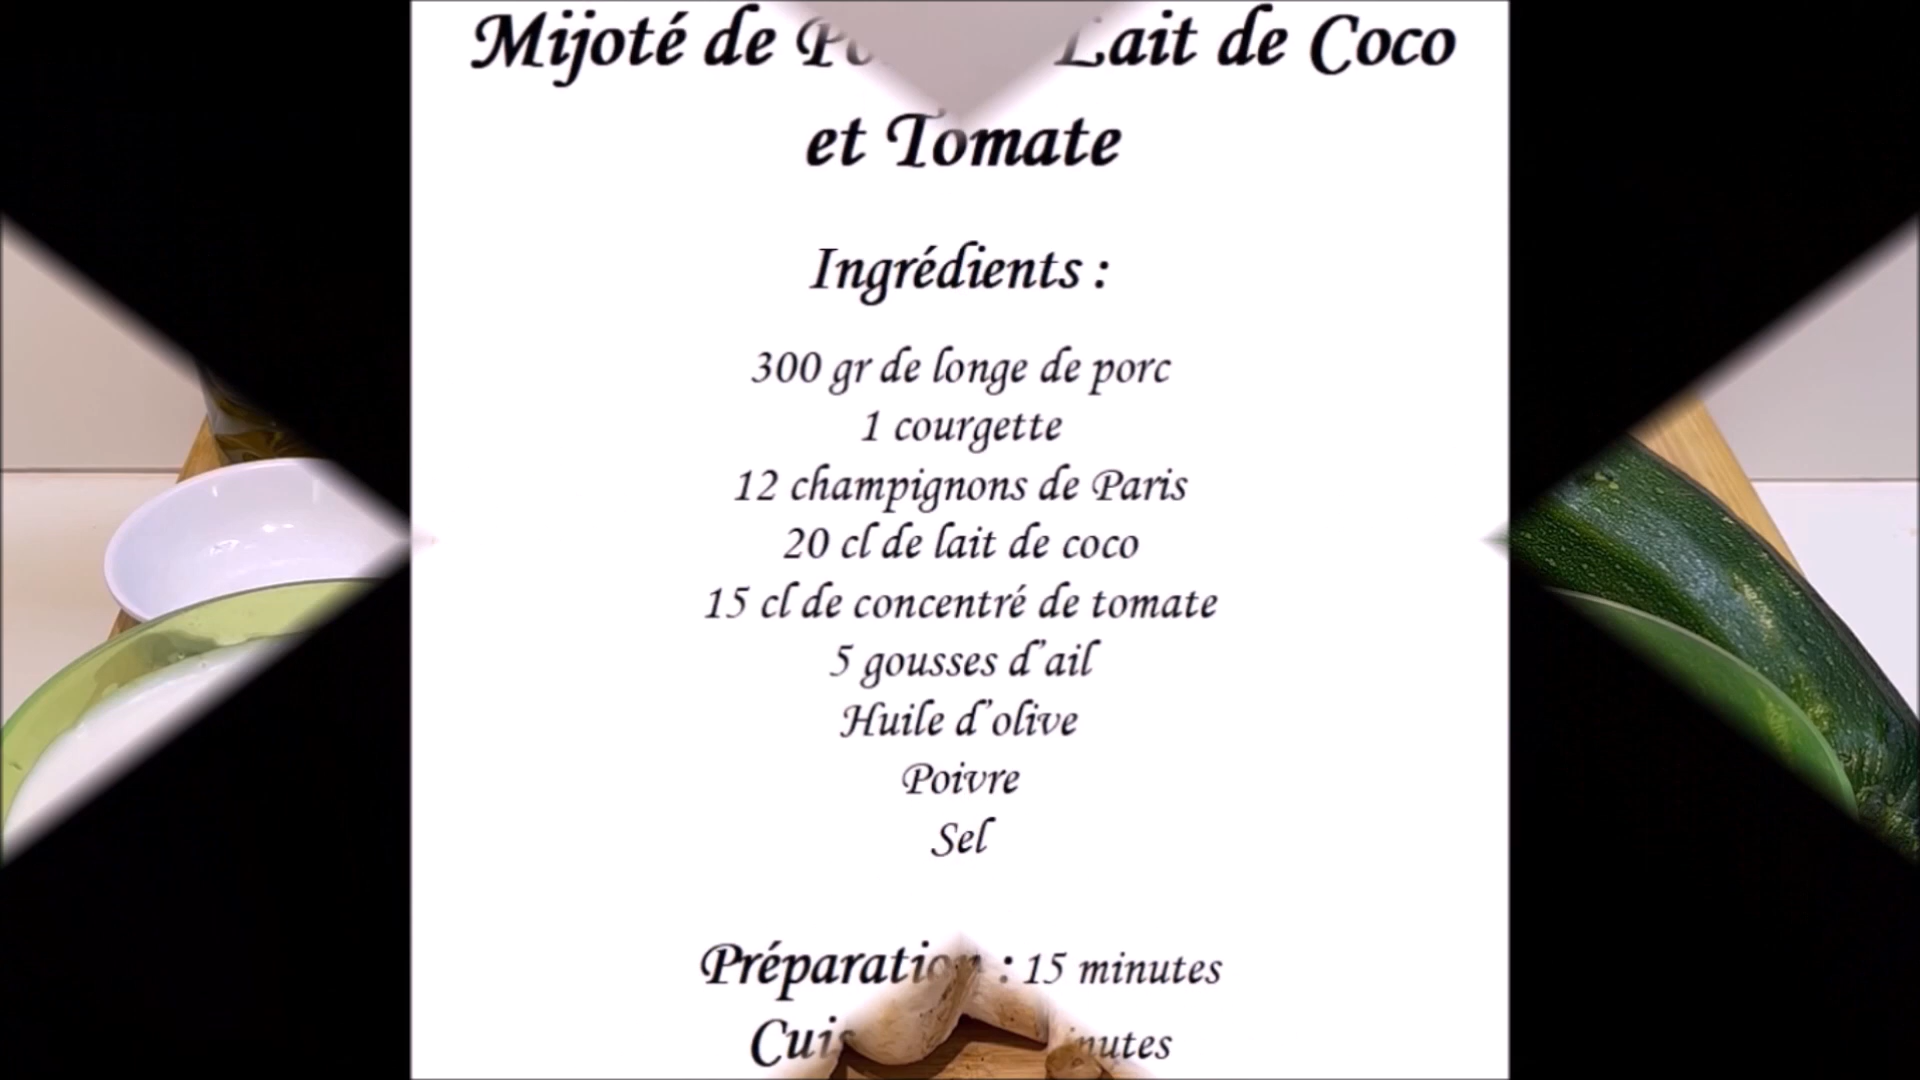 Mijoté de Lait de Coco
et Tomate
Ingrédients :
300 gr de longe de porc
1 courgette
12 champignons de Paris
20 cl de lait de coco
15 cl de concentré de tomate
5 gousses d'ail
Huile d'olive
Poivre
Sel
Préparation : 15 minutes